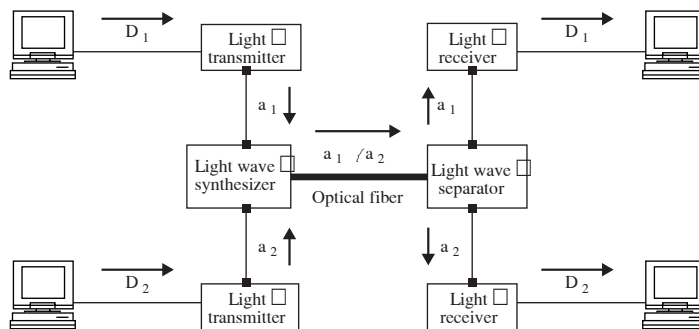 D 1
Light
transmitter
Light
receiver
D 1
a 1
a 1
a 1 / a 2
Light wave
synthesizer
Light wave
separator
Optical fiber
a 2
a 2
D 2
Light
transmitter
Light
receiver
D 2